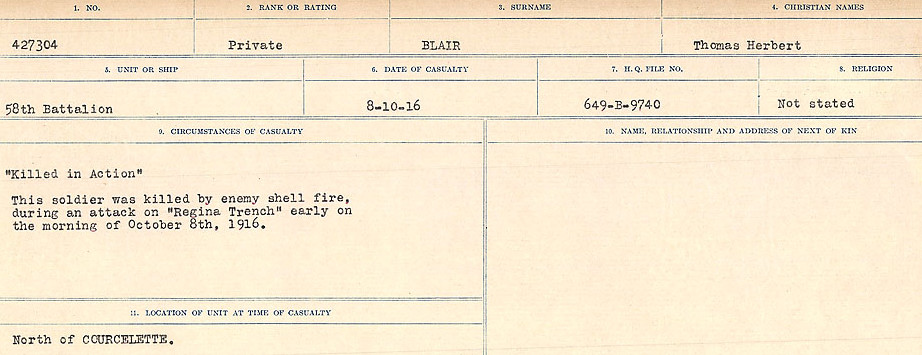 1. NO. 2. RANK OR RATING 3. SURNAME 4. CHRISTIAN NAMES
427304 Private BLAIR Thomas Herbert
5. UNIT OR SHIP 6. DATE OF CASUALTY 7. H. Q. FILE NO. 8. RELIGION
58th Battalion 8-10-16 649-B-9740 Not stated
9. CIRCUMSTANCES OF CASUALTY 10. NAME, RELATIONSHIP AND ADDRESS OF NEXT OF KIN
"Killed in Action"
This soldier was killed by enemy shell fire,
during an attack on "Regina Trench" early on
the morning of October 8th, 1916.
11. LOCATION OF UNIT AT TIME OF CASUALTY
North of COURCELETTE.